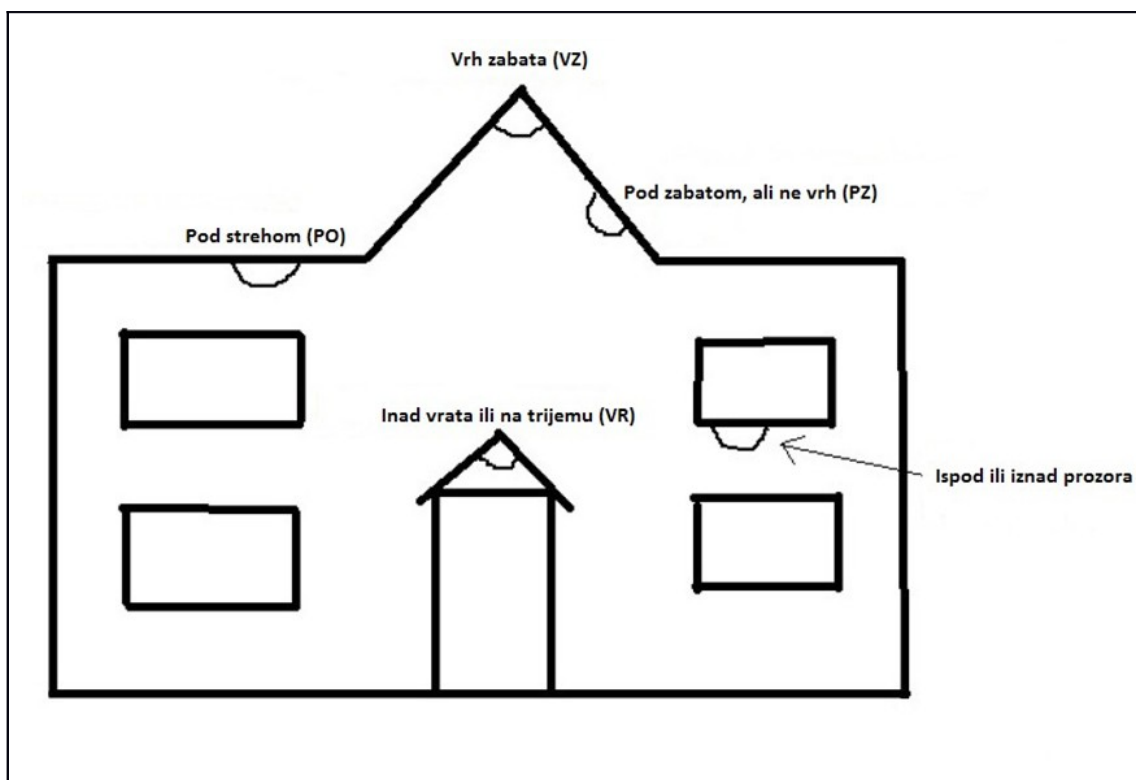 Vrh zabata (VZ)
Pod zabatom, ali ne vrh (PZ)
Pod strehom (PO)
Inad vrata ili na trijemu (VR)
Ispod ili iznad prozora